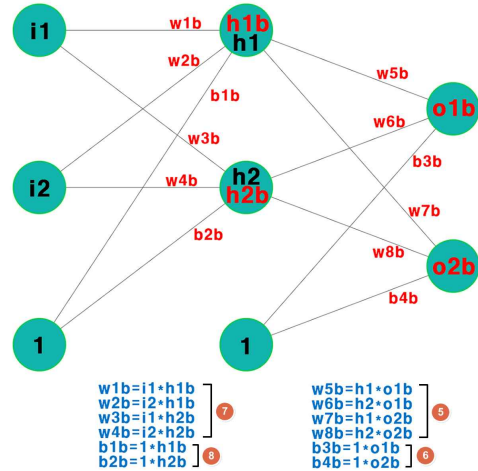 i1
w1b
h1b
h1
w2b
b1b
w5b
o1b
w6b
w3b
b3b
i2
w4b
h2
h2b
w7b
b2b
w8b
o2b
b4b
1
1
w1b=i1*h1b
w2b=i2*h1b
w3b=i1*h2b
w4b=i2*h2b
7
b1b=1*h1b
b2b=1*h2b
8
w5b=h1*o1b
w6b=h2*o1b
w7b=h1*o2b
w8b=h2*o2b
5
b3b=1*o1b
b4b=1*o2b
6